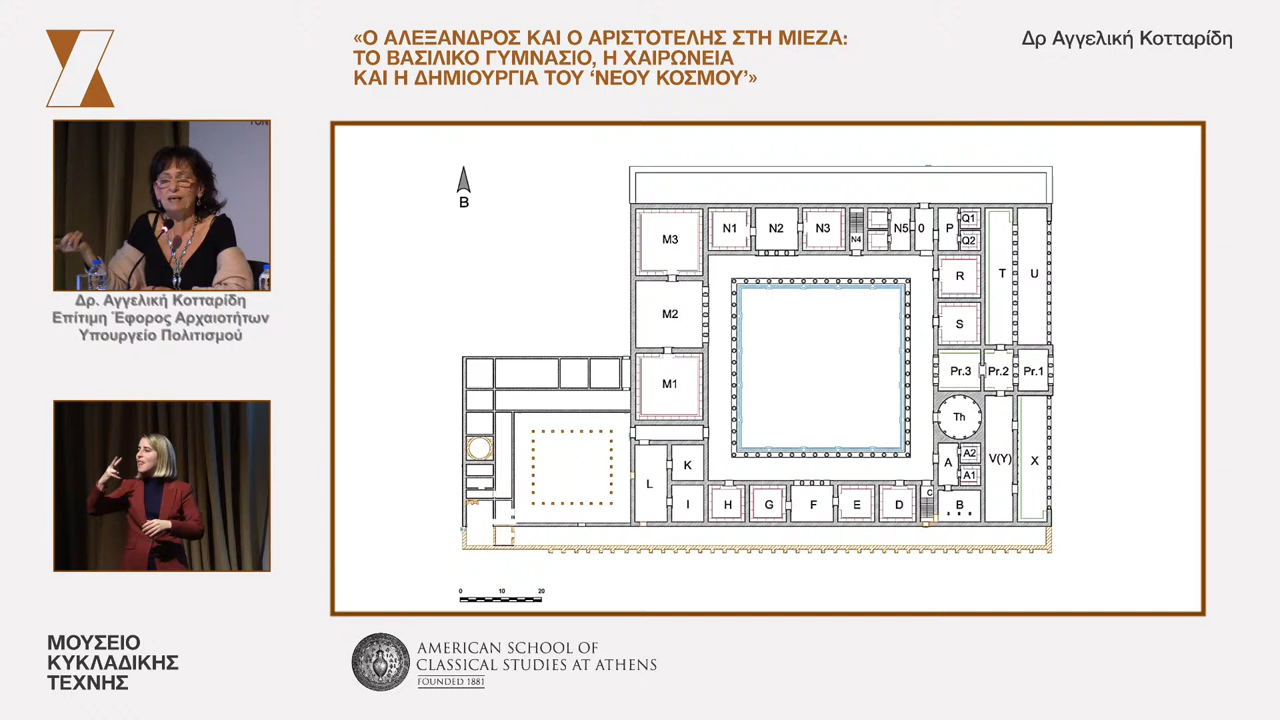 «Ο ΑΛΕΞΑΝΔΡΟΣ ΚΑΙ Ο ΑΡΙΣΤΟΤΕΛΗΣ ΣΤΗ ΜΙΕΖΑ:
ΤΟ ΒΑΣΙΛΙΚΟ ΓΥΜΝΑΣΙΟ, Η ΧΑΙΡΩΝΕΙΑ
ΚΑΙ Η ΔΗΜΙΟΥΡΓΙΑ ΤΟΥ ‘ΝΕΟΥ ΚΟΣΜΟΥ’»
Δρ Αγγελική Κοτταρίδη
Δρ. Αγγελική Κοτταρίδη
Επίτιμη Έφορος Αρχαιοτήτων
Υπουργείο Πολιτισμού
Β
M3 N1 N2 N3 N4 N5 0 P Q1
Q2
R T U
M2 S
M1 Pr.3 Pr.2 Pr.1
Th
K A A2 V(Y) X
A1
L I H G F E D C B
0 10 20
ΜΟΥΣΕΙΟ
ΚΥΚΛΑΔΙΚΗΣ
ΤΕΧΝΗΣ
AMERICAN SCHOOL OF
CLASSICAL STUDIES AT ATHENS
FOUNDED 1881